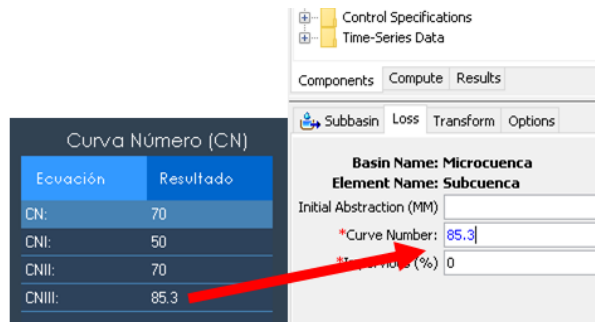 Control Specifications
Time-Series Data
Components Compute Results
Subbasin Loss Transform Options
Basin Name: Microcuenca
Element Name: Subcuenca
Initial Abstraction (MM)
*Curve Number: 85.3
(%) 0
Curva Número (CN)
Ecuación Resultado
CN: 70
CNI: 50
CNII: 70
CNIII: 85.3